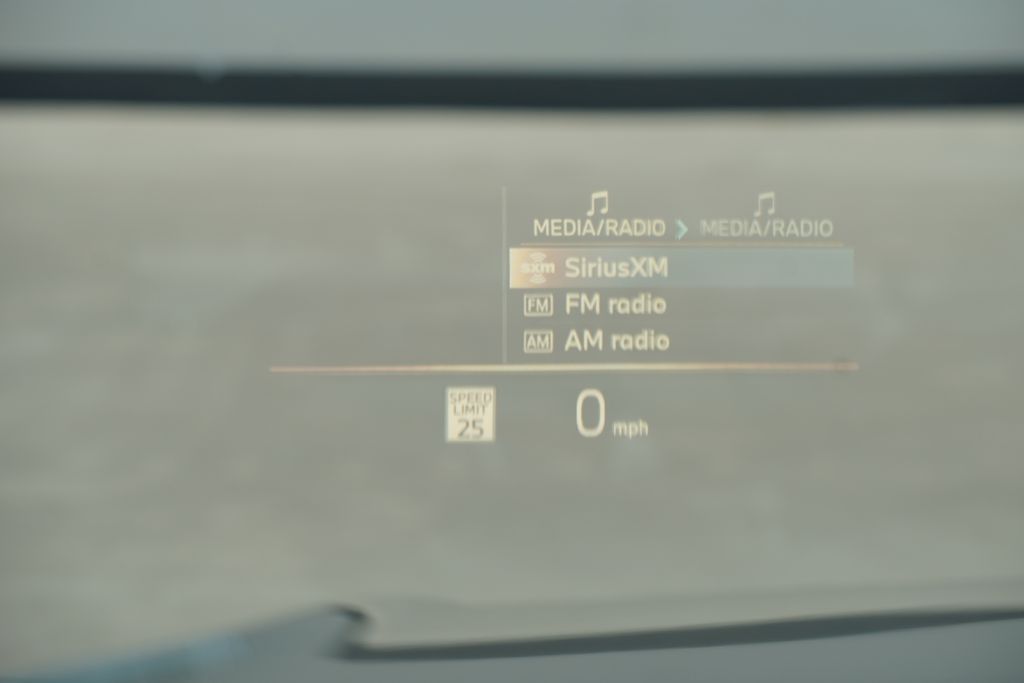 MEDIA/RADIO > MEDIA/RADIO
sxm SiriusXM
FM FM radio
AM AM radio
SPEED
LIMIT
25
0 mph